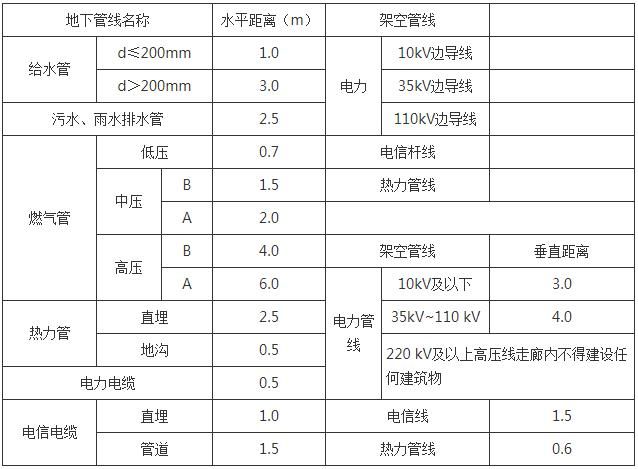 地下管线名称 水平距离（m） 架空管线
给水管 d≤200mm 1.0 电力 10kV边导线
d＞200mm 3.0 35kV边导线
污水、雨水排水管 2.5 110kV边导线
燃气管 低压 0.7 电信杆线
中压 B 1.5 热力管线
A 2.0
高压 B 4.0 架空管线 垂直距离
A 6.0 电力管线 10kV及以下 3.0
热力管 直埋 2.5 35kV~110 kV 4.0
地沟 0.5 220 kV及以上高压线走廊内不得建设任
何建筑物
电力电缆 0.5
电信电缆 直埋 1.0 电信线 1.5
管道 1.5 热力管线 0.6